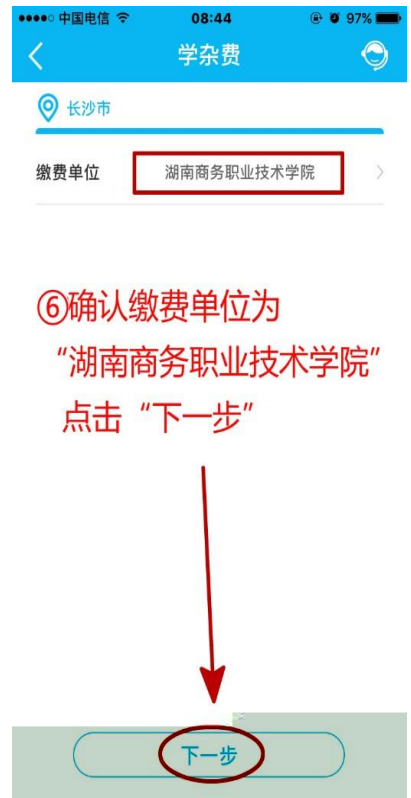 中国电信 08:44 97%
学杂费
长沙市
缴费单位 湖南商务职业技术学院
⑥确认缴费单位为
“湖南商务职业技术学院”
点击“下一步”
下一步